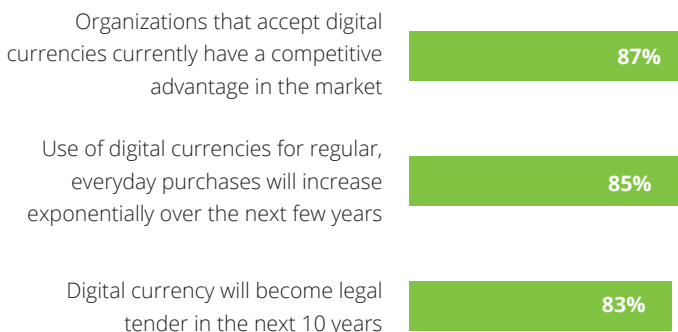 Organizations that accept digital
currencies currently have a competitive
advantage in the market
87%
Use of digital currencies for regular,
everyday purchases will increase
exponentially over the next few years
85%
Digital currency will become legal
tender in the next 10 years
83%